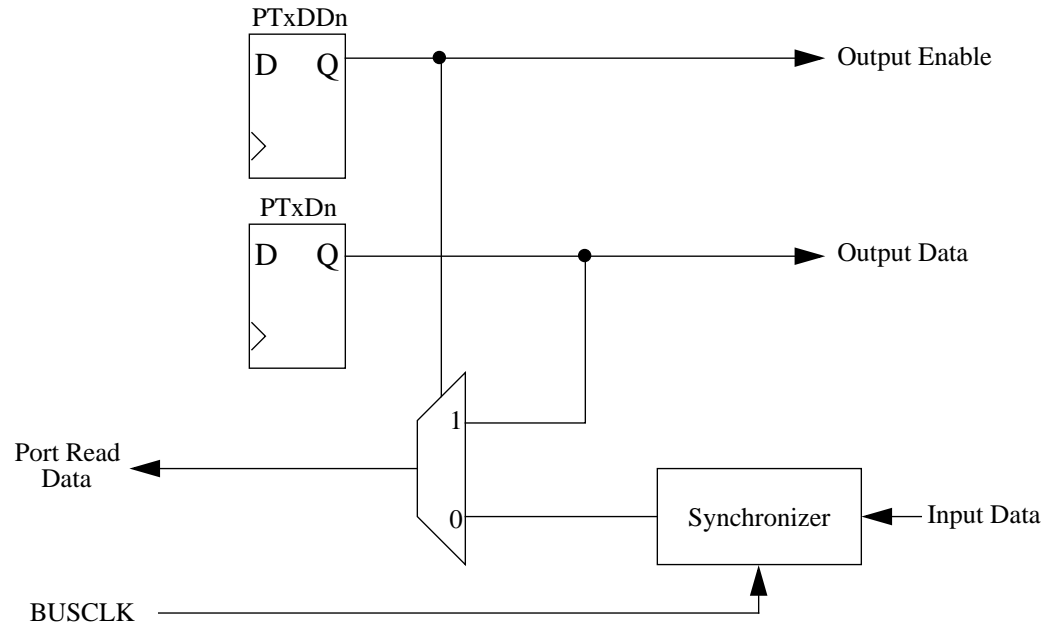 PTxDDn
D Q
Output Enable
PTxDn
D Q
Output Data
1
Port Read
Data
0
Synchronizer
Input Data
BUSCLK